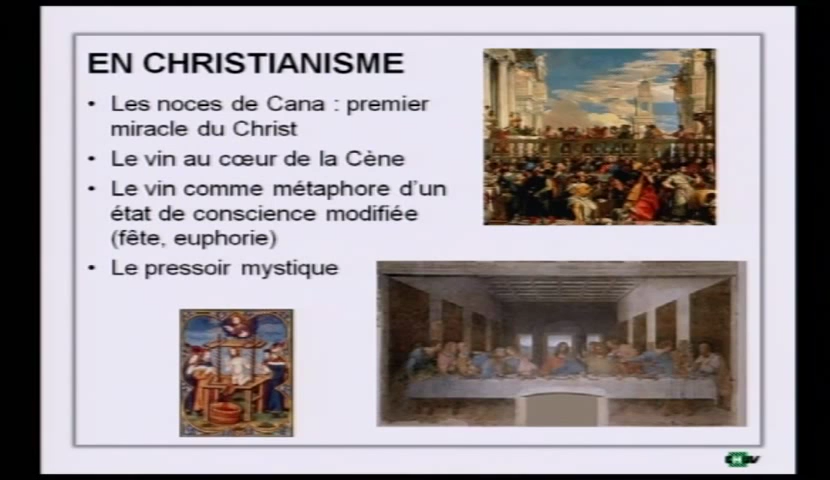 EN CHRISTIANISME
• Les noces de Cana : premier
miracle du Christ
• Le vin au cœur de la Cène
• Le vin comme métaphore d'un
état de conscience modifiée
(fête, euphorie)
• Le pressoir mystique